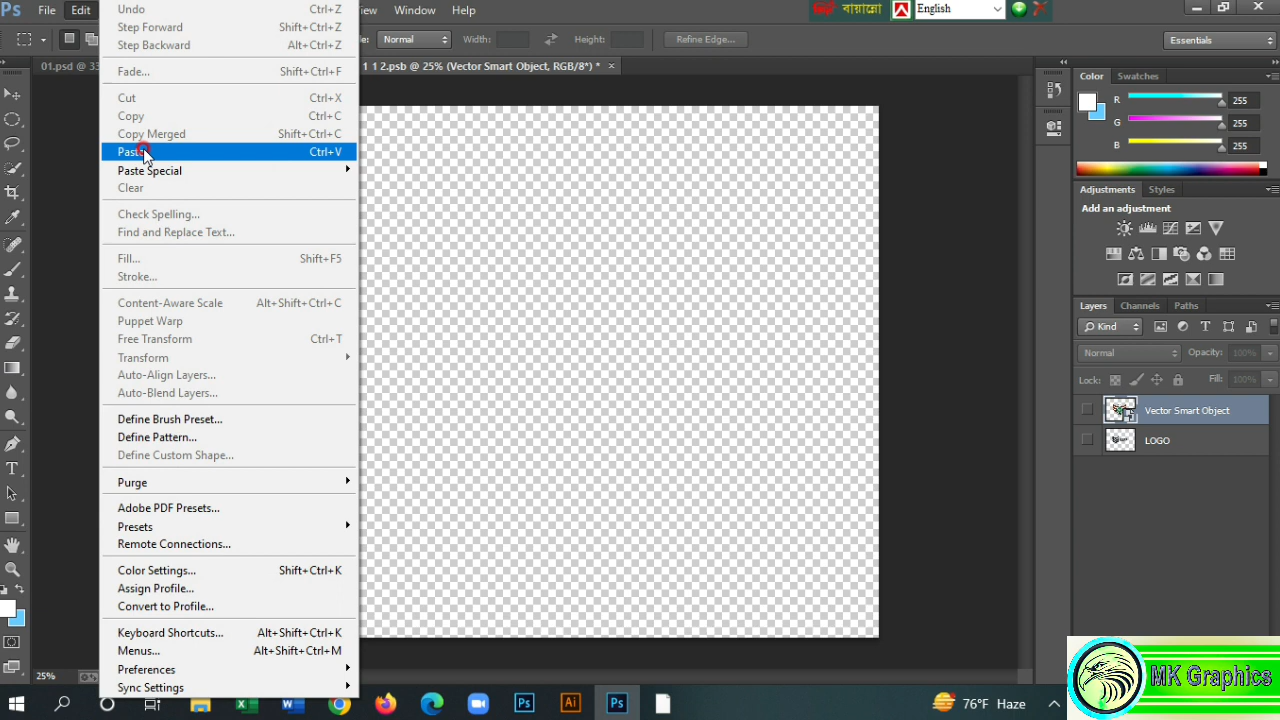 Ps File Edit View Window Help বায়ান্নো English
Normal Width: Height: Refine Edge... Essentials
01.psd @ 33 1 1 2.psb @ 25% (Vector Smart Object, RGB/8*) * ×
Undo Ctrl+Z
Step Forward Shift+Ctrl+Z
Step Backward Alt+Ctrl+Z
Fade... Shift+Ctrl+F
Cut Ctrl+X
Copy Ctrl+C
Copy Merged Shift+Ctrl+C
Paste Ctrl+V
Paste Special
Clear
Check Spelling...
Find and Replace Text...
Fill... Shift+F5
Stroke...
Content-Aware Scale Alt+Shift+Ctrl+C
Puppet Warp
Free Transform Ctrl+T
Transform
Auto-Align Layers...
Auto-Blend Layers...
Define Brush Preset...
Define Pattern...
Define Custom Shape...
Purge
Adobe PDF Presets...
Presets
Remote Connections...
Color Settings... Shift+Ctrl+K
Assign Profile...
Convert to Profile...
Keyboard Shortcuts... Alt+Shift+Ctrl+K
Menus... Alt+Shift+Ctrl+M
Preferences
Sync Settings
Color Swatches
R 255
G 255
B 255
Adjustments Styles
Add an adjustment
Layers Channels Paths
Kind
Normal Opacity: 100%
Lock: Fill: 100%
Vector Smart Object
LOGO
25%
MK Graphics
Ps Ai Ps 76°F Haze